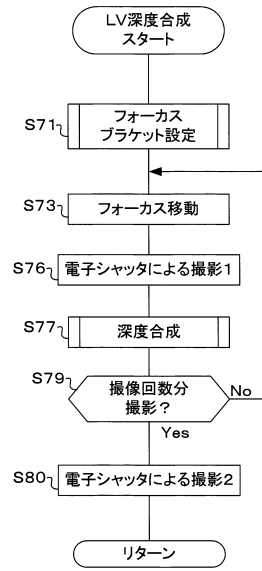 LV深度合成
スタート
S71
フォーカス
ブラケット設定
S73
フォーカス移動
S76
電子シャッタによる撮影1
S77
深度合成
S79
撮像回数分
撮影?
No
Yes
S80
電子シャッタによる撮影2
リターン